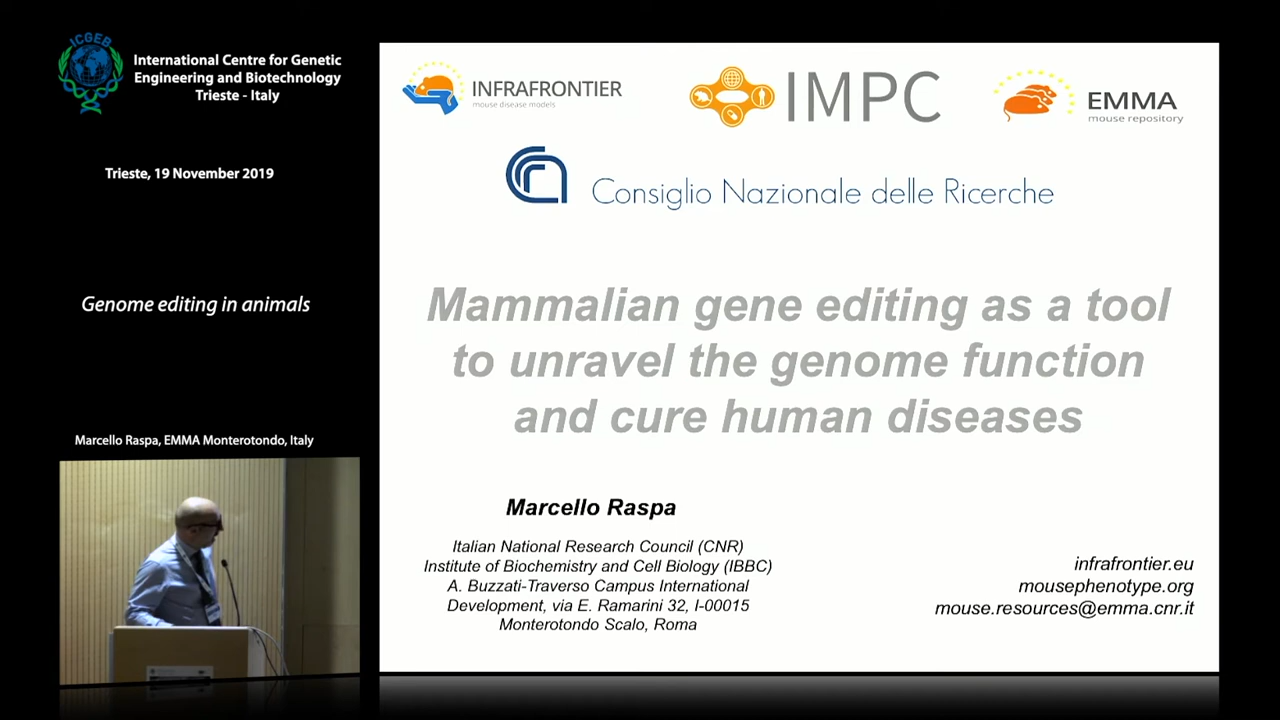 ICGEB
International Centre for Genetic
Engineering and Biotechnology
Trieste - Italy
Trieste, 19 November 2019
Genome editing in animals
Marcello Raspa, EMMA Monterotondo, Italy
INFRAFRONTIER
mouse disease models
IMPC
EMMA
mouse repository
Consiglio Nazionale delle Ricerche
Mammalian gene editing as a tool
to unravel the genome function
and cure human diseases
Marcello Raspa
Italian National Research Council (CNR)
Institute of Biochemistry and Cell Biology (IBBC)
A. Buzzati-Traverso Campus International
Development, via E. Ramarini 32, I-00015
Monterotondo Scalo, Roma
infrafrontier.eu
mousephenotype.org
mouse.resources@emma.cnr.it